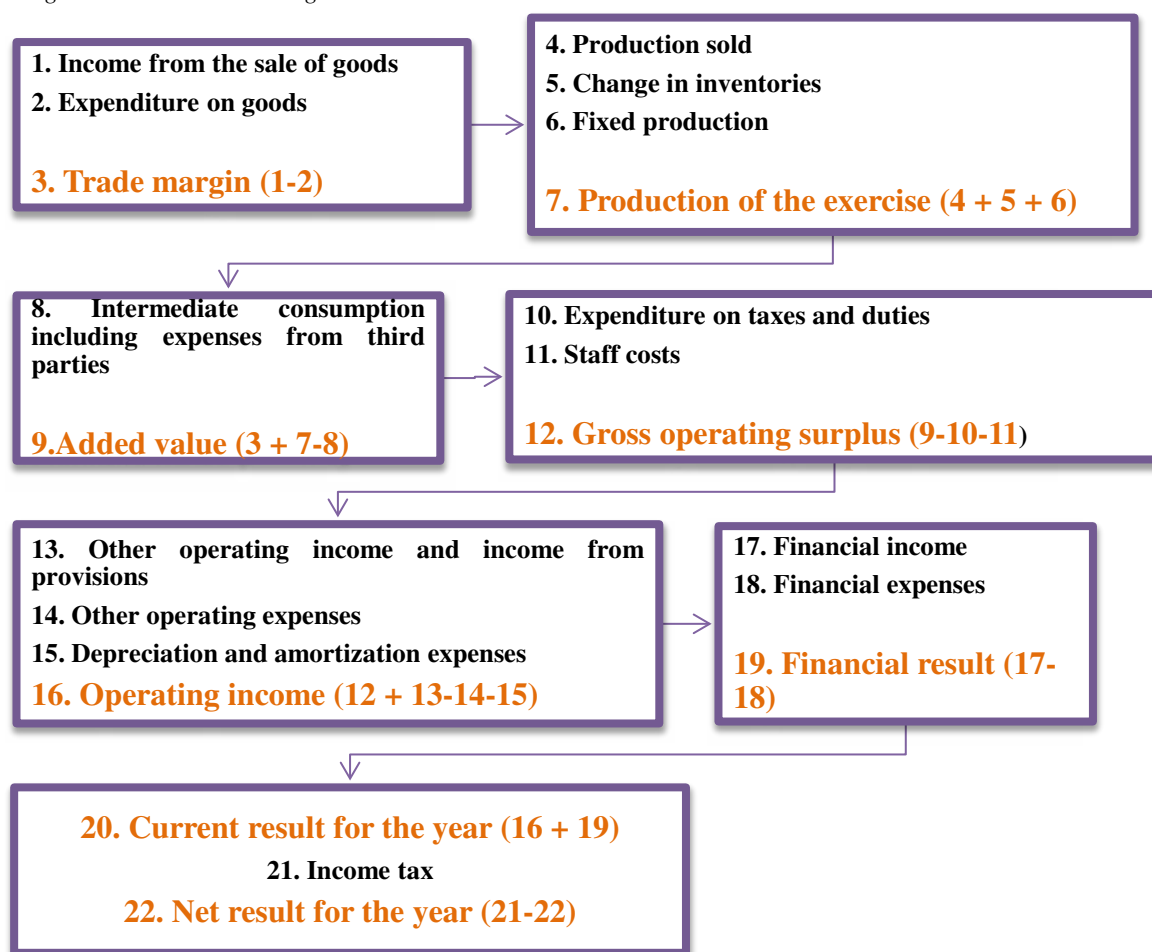 1. Income from the sale of goods
2. Expenditure on goods
3. Trade margin (1-2)
4. Production sold
5. Change in inventories
6. Fixed production
7. Production of the exercise (4 + 5 + 6)
8. Intermediate consumption
including expenses from third
parties
9.Added value (3 + 7-8)
10. Expenditure on taxes and duties
11. Staff costs
12. Gross operating surplus (9-10-11)
13. Other operating income and income from
provisions
14. Other operating expenses
15. Depreciation and amortization expenses
16. Operating income (12 + 13-14-15)
17. Financial income
18. Financial expenses
19. Financial result (17-
18)
20. Current result for the year (16 + 19)
21. Income tax
22. Net result for the year (21-22)